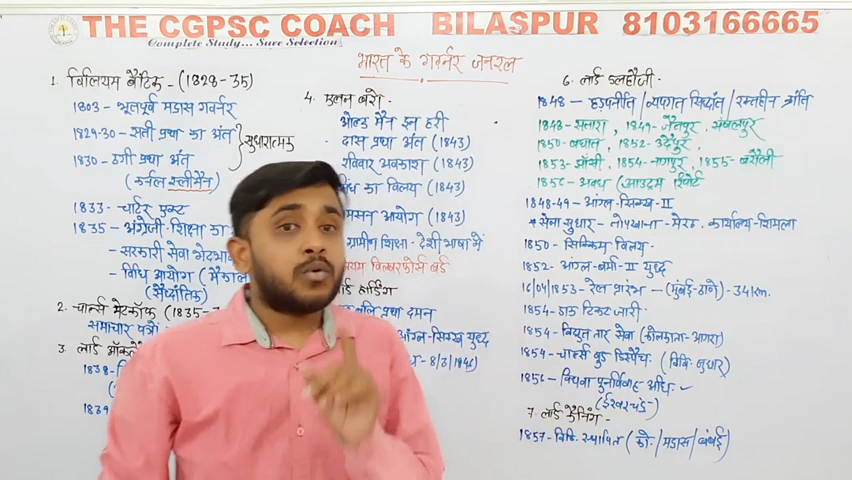 THE CGPSC COACH BILASPUR 8103166665
Complete Study... Sure Selection
भारत के गवर्नर जनरल
1. विलियम बैंटिक - (1828-35)
1803 - भूतपूर्व मद्रास गवर्नर
1829-30 - सती प्रथा का अंत
1830 - ठगी प्रथा अंत
सुधारात्मक
(कर्नल स्लीमैन)
1833 - चार्टर एक्ट
1835 - अंग्रेजी-शिक्षा का
- सरकारी सेवा भेदभाव
- विधि आयोग (मैकाले
(सैद्धांतिक)
2. चार्ल्स मेटकॉफ (1835-3
समाचार पत्रों
3. लार्ड ऑकलै
1838 -
1839
4. एलन बरो -
ओल्ड मैन इन हरी
- दास प्रथा अंत (1843)
रविवार अवकाश (1843)
सिंध का विलय - (1843)
आयोग (1843)
ग्रामीण शिक्षा - देशी भाषा में
विल्बरफोर्स बर्ड
लार्ड हार्डिंग
बलि प्रथा दमन
आंग्ल-सिक्ख युद्ध
- 8/3/1846)
6. लार्ड डलहौजी -
1848 - हड़पनीति / व्यपगत सिद्धांत / रक्तहीन क्रांति
1848 - सतारा, 1849 - जैतपुर, संबलपुर
1850 - बघात, 1852 - उदैपुर
1853 - झाँसी, 1854 - नागपुर, 1855 - बरौली
1856 - अवध (आउट्रम रिपोर्ट
1848-49 - आंग्ल-सिक्ख-II
* सेना सुधार - तोपखाना - मेरठ, कार्यालय - शिमला
1850 - सिक्किम विलय -
1852 - आंग्ल-बर्मा-II युद्ध
16/04/1853 - रेल प्रारंभ - (मुंबई-ठाणे) - 34 km.
1854 - डाक टिकट जारी -
1854 - विद्युत तार सेवा (कोलकाता-आगरा)
1854 - चार्ल्स वुड डिस्पैच - (शिक्षा सुधार)
1856 - विधवा पुनर्विवाह अधि. -
(ईश्वरचंद्र -)
7. लार्ड कैनिंग -
1857 - विवि. स्थापित (को./मद्रास/बंबई)